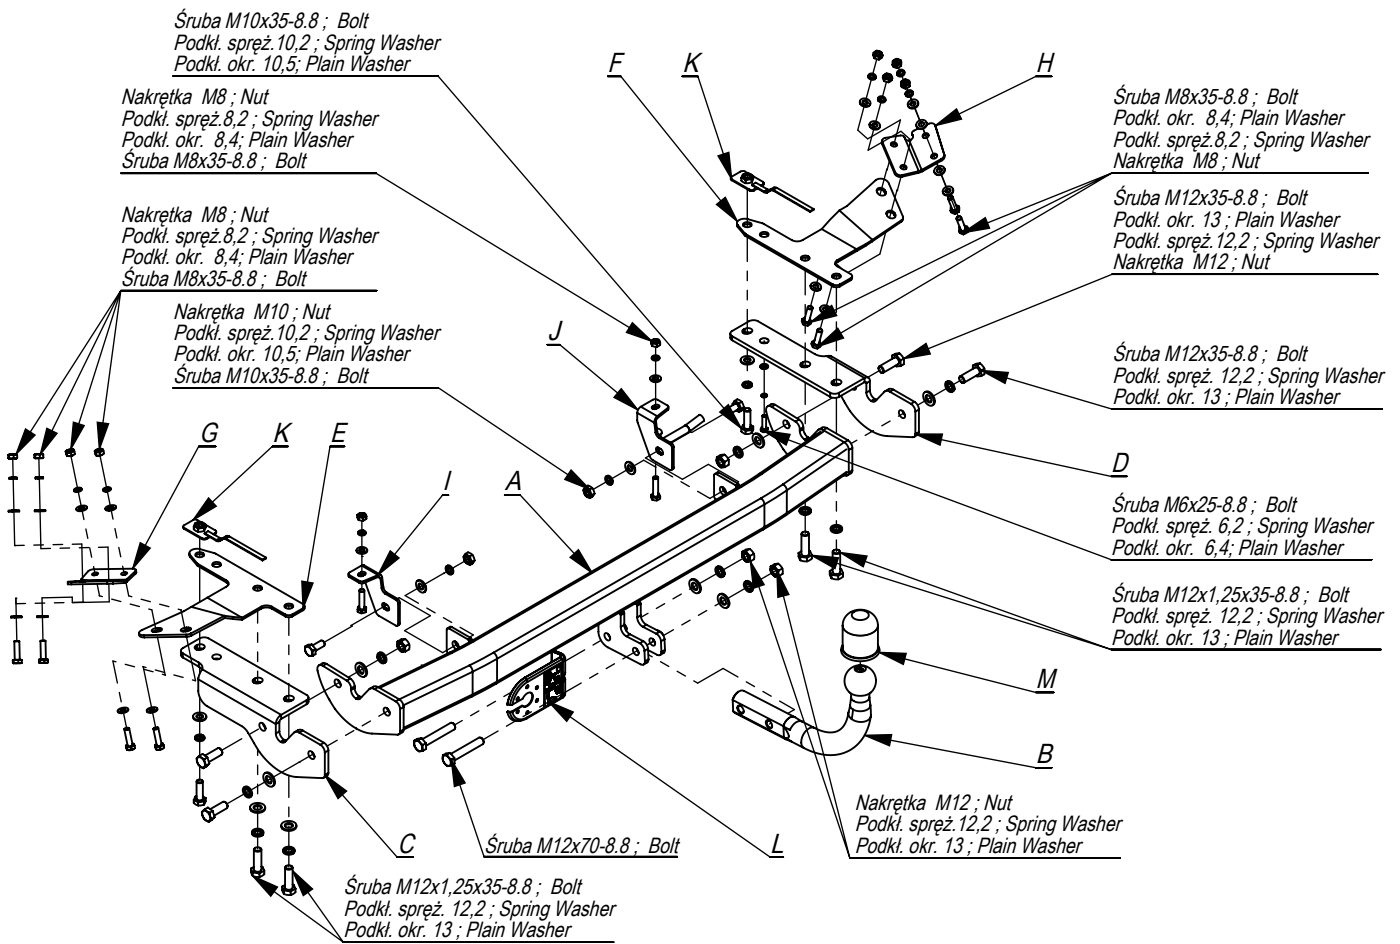 Śruba M10x35-8.8 ; Bolt
Podkł. spręż.10,2 ; Spring Washer
Podkł. okr. 10,5; Plain Washer
Nakrętka M8 ; Nut
Podkł. spręż.8,2 ; Spring Washer
Podkł. okr. 8,4; Plain Washer
Śruba M8x35-8.8 ; Bolt
Nakrętka M8 ; Nut
Podkł. spręż.8,2 ; Spring Washer
Podkł. okr. 8,4; Plain Washer
Śruba M8x35-8.8 ; Bolt
Nakrętka M10 ; Nut
Podkł. spręż.10,2 ; Spring Washer
Podkł. okr. 10,5; Plain Washer
Śruba M10x35-8.8 ; Bolt
F
K
H
Śruba M8x35-8.8 ; Bolt
Podkł. okr. 8,4; Plain Washer
Podkł. spręż.8,2 ; Spring Washer
Nakrętka M8 ; Nut
Śruba M12x35-8.8 ; Bolt
Podkł. okr. 13 ; Plain Washer
Podkł. spręż.12,2 ; Spring Washer
Nakrętka M12 ; Nut
Śruba M12x35-8.8 ; Bolt
Podkł. spręż. 12,2 ; Spring Washer
Podkł. okr. 13 ; Plain Washer
J
G
K
E
I
A
D
Śruba M6x25-8.8 ; Bolt
Podkł. spręż. 6,2 ; Spring Washer
Podkł. okr. 6,4; Plain Washer
Śruba M12x1,25x35-8.8 ; Bolt
Podkł. spręż. 12,2 ; Spring Washer
Podkł. okr. 13 ; Plain Washer
M
B
Nakrętka M12 ; Nut
Podkł. spręż.12,2 ; Spring Washer
Podkł. okr. 13 ; Plain Washer
C
Śruba M12x70-8.8 ; Bolt
L
Śruba M12x1,25x35-8.8 ; Bolt
Podkł. spręż. 12,2 ; Spring Washer
Podkł. okr. 13 ; Plain Washer